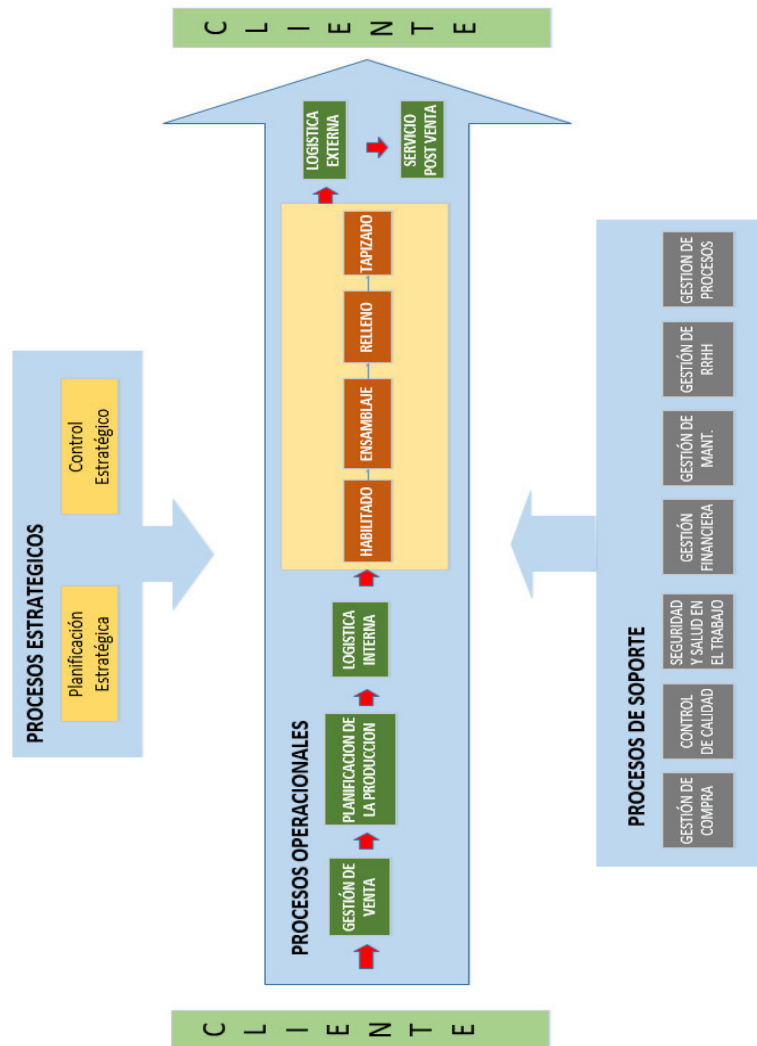 PROCESOS ESTRATEGICOS
Planificación
Estratégica
Control
Estratégico
C L I E N T E
PROCESOS OPERACIONALES
GESTIÓN DE
VENTA
PLANIFICACION DE
LA PRODUCCION
LOGISTICA
INTERNA
HABILITADO
ENSAMBLAJE
RELLENO
TAPIZADO
LOGISTICA
EXTERNA
SERVICIO
POST VENTA
C L I E N T E
PROCESOS DE SOPORTE
GESTIÓN DE
COMPRA
CONTROL
DE CALIDAD
SEGURIDAD
Y SALUD EN
EL TRABAJO
GESTIÓN
FINANCIERA
GESTIÓN DE
MANT.
GESTIÓN DE
RRHH
GESTION DE
PROCESOS